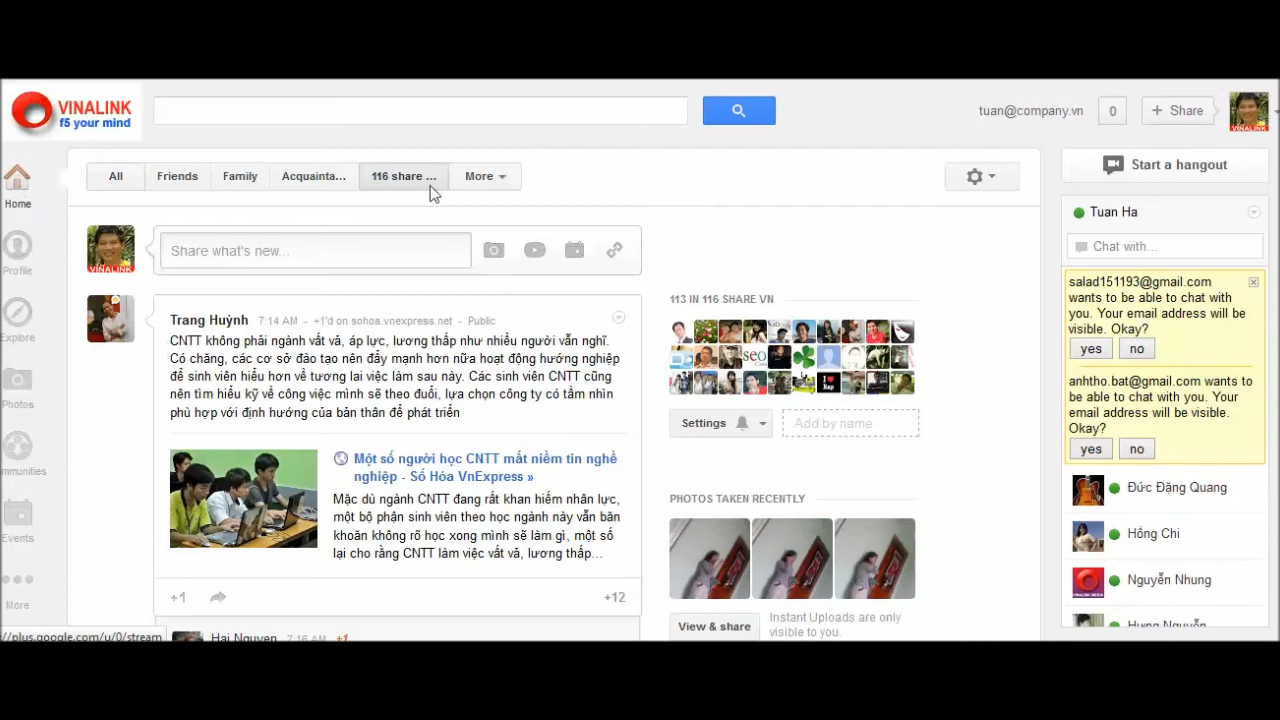 VINALINK
f5 your mind
tuan@company.vn
0
+ Share
VINALINK
Home
Profile
Explore
Photos
mmunities
Events
More
All
Friends
Family
Acquainta...
116 share ...
More
VINALINK
Share what's new...
Trang Huỳnh 7:14 AM - +1'd on sohoa.vnexpress.net - Public
CNTT không phải ngành vất vả, áp lực, lương thấp như nhiều người vẫn nghĩ.
Có chăng, các cơ sở đào tạo nên đẩy mạnh hơn nữa hoạt động hướng nghiệp
để sinh viên hiểu hơn về tương lai việc làm sau này. Các sinh viên CNTT cũng
nên tìm hiểu kỹ về công việc mình sẽ theo đuổi, lựa chọn công ty có tầm nhìn
phù hợp với định hướng của bản thân để phát triển
Một số người học CNTT mất niềm tin nghề
nghiệp - Số Hóa VnExpress »
Mặc dù ngành CNTT đang rất khan hiếm nhân lực,
một bộ phận sinh viên theo học ngành này vẫn băn
khoăn không rõ học xong mình sẽ làm gì, một số
lại cho rằng CNTT làm việc vất vả, lương thấp...
+1
+12
Hai Nguyen 7:16 AM +1
//plus.google.com/u/0/stream
113 IN 116 SHARE VN
seo
.com
I
Rap
Settings
Add by name
PHOTOS TAKEN RECENTLY
View & share
Instant Uploads are only
visible to you.
Start a hangout
Tuan Ha
Chat with...
salad151193@gmail.com
wants to be able to chat with
you. Your email address will be
visible. Okay?
yes
no
anhtho.bat@gmail.com wants to
be able to chat with you. Your
email address will be visible.
Okay?
yes
no
Đức Đặng Quang
Hồng Chi
Nguyễn Nhung
Hưng Nguyễn